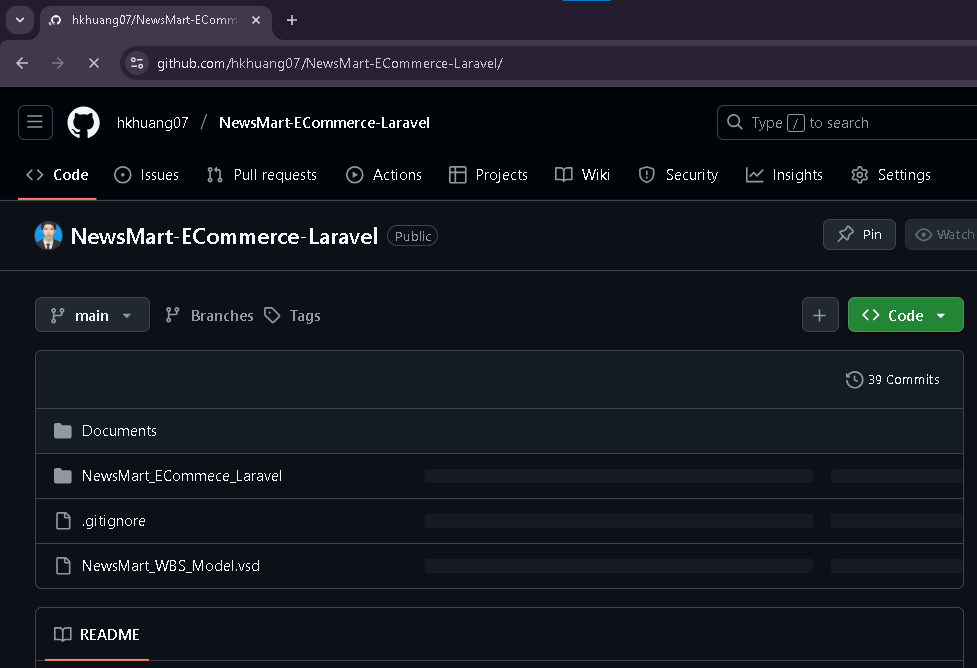 hkhuang07/NewsMart-EComm
github.com/hkhuang07/NewsMart-ECommerce-Laravel/
hkhuang07 / NewsMart-ECommerce-Laravel
Type / to search
Code Issues Pull requests Actions Projects Wiki Security Insights Settings
NewsMart-ECommerce-Laravel Public
Pin Watch
main Branches Tags
Code
39 Commits
Documents
NewsMart_ECommece_Laravel
.gitignore
NewsMart_WBS_Model.vsd
README